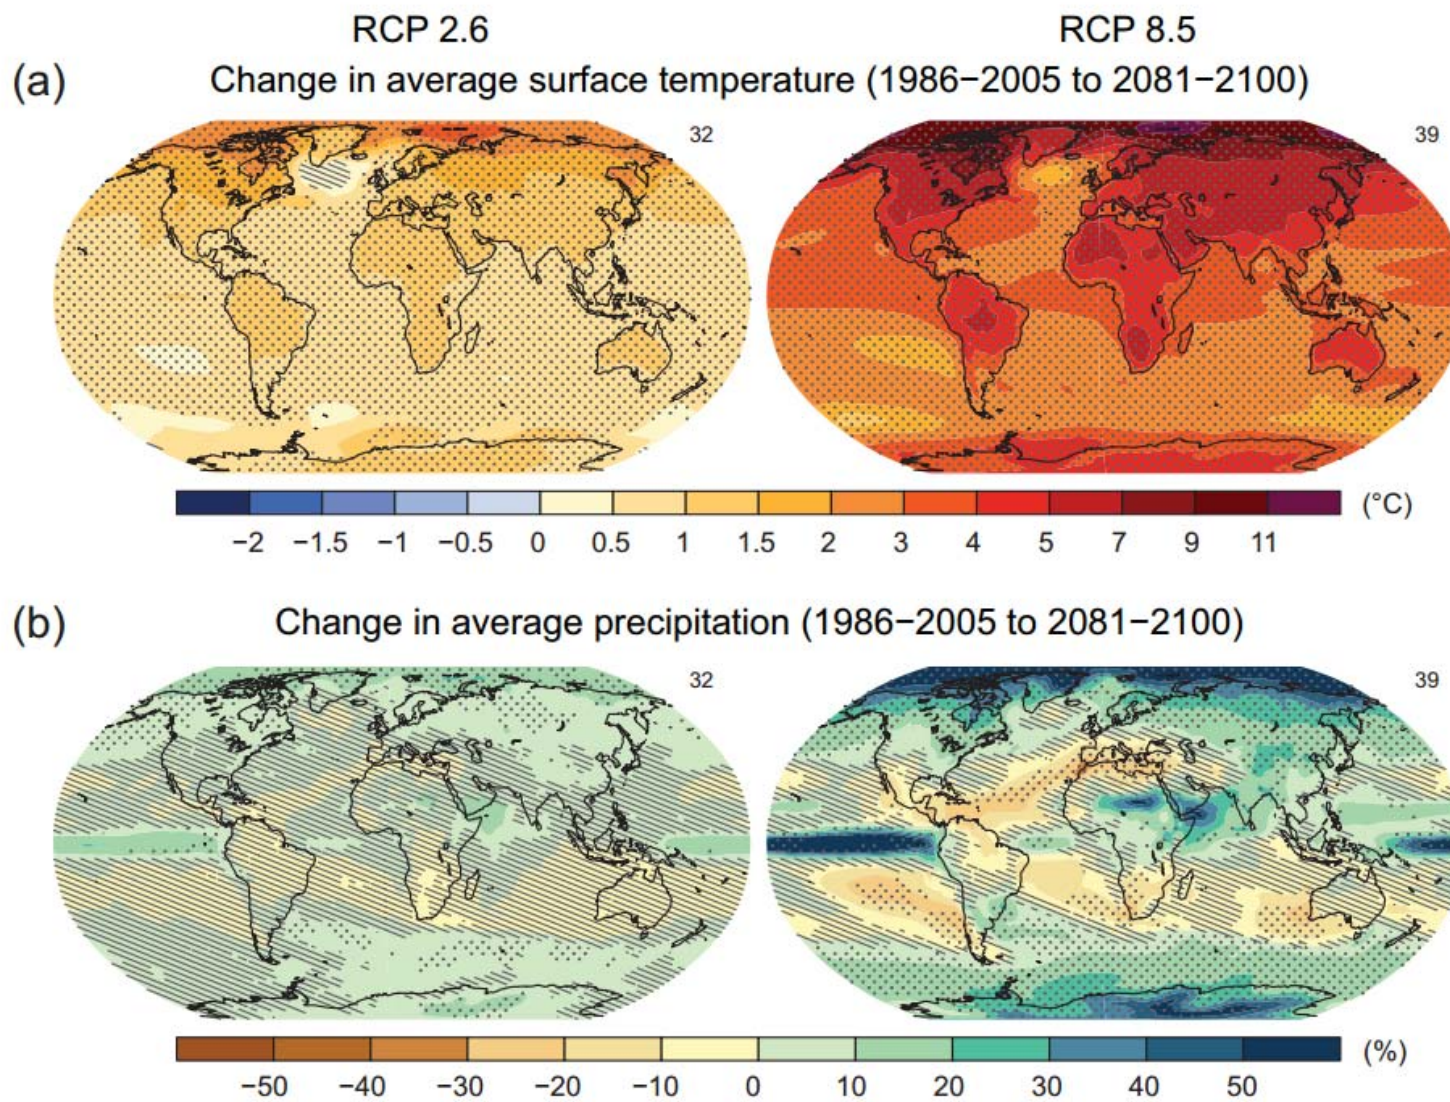 RCP 2.6 RCP 8.5
(a) Change in average surface temperature (1986−2005 to 2081−2100)
32 39
(°C)
−2 −1.5 −1 −0.5 0 0.5 1 1.5 2 3 4 5 7 9 11
(b) Change in average precipitation (1986−2005 to 2081−2100)
32 39
(%)
−50 −40 −30 −20 −10 0 10 20 30 40 50